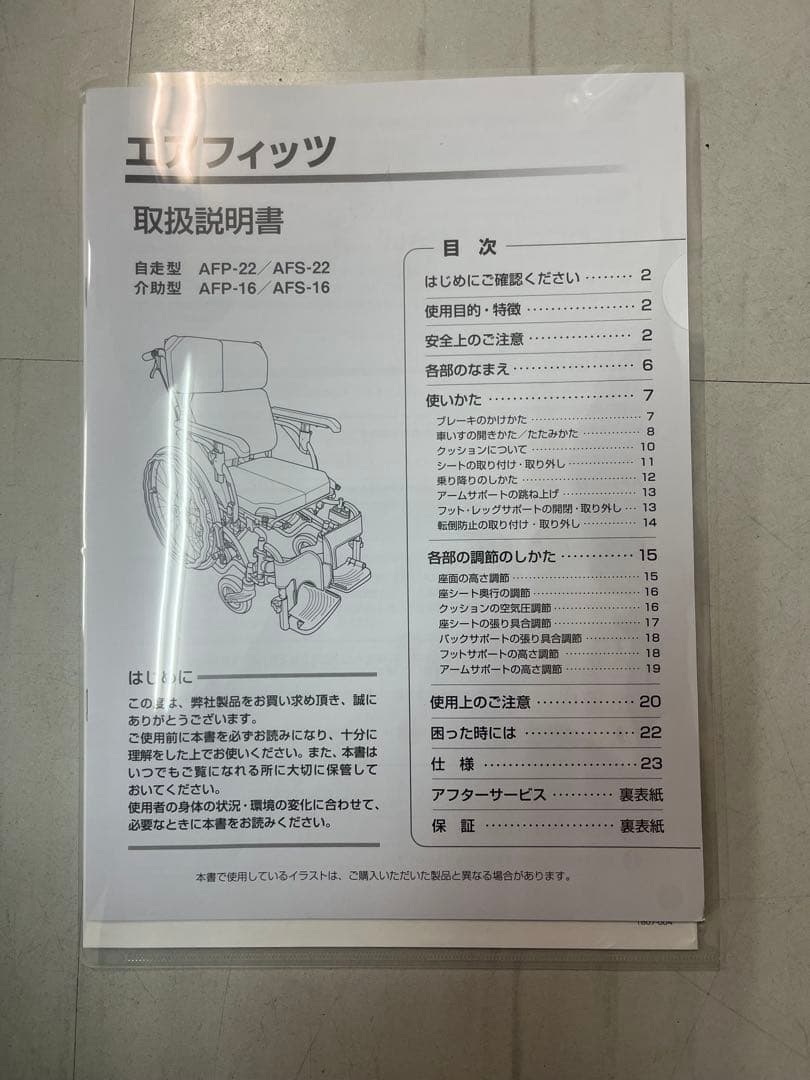 エアフィッツ
取扱説明書
自走型 AFP-22／AFS-22
介助型 AFP-16／AFS-16
はじめに
この度は、弊社製品をお買い求め頂き、誠に
ありがとうございます。
ご使用前に本書を必ずお読みになり、十分に
理解をした上でお使いください。また、本書は
いつでもご覧になれる所に大切に保管して
おいてください。
使用者の身体の状況・環境の変化に合わせて、
必要なときに本書をお読みください。
目 次
はじめにご確認ください ········ 2
使用目的・特徴 ················· 2
安全上のご注意 ················· 2
各部のなまえ ··················· 6
使いかた ······················· 7
ブレーキのかけかた ····················· 7
車いすの開きかた／たたみかた ············ 8
クッションについて ····················· 10
シートの取り付け・取り外し ·············· 11
乗り降りのしかた ······················· 12
アームサポートの跳ね上げ ··············· 13
フット・レッグサポートの開閉・取り外し ··· 13
転倒防止の取り付け・取り外し ············ 14
各部の調節のしかた ············ 15
座面の高さ調節 ························· 15
座シート奥行の調節 ····················· 16
クッションの空気圧調節 ················· 16
座シートの張り具合調節 ················· 17
バックサポートの張り具合調節 ············ 18
フットサポートの高さ調節 ··············· 18
アームサポートの高さ調節 ··············· 19
使用上のご注意 ················ 20
困った時には ·················· 22
仕 様 ························ 23
アフターサービス ·········· 裏表紙
保 証 ····················· 裏表紙
本書で使用しているイラストは、ご購入いただいた製品と異なる場合があります。